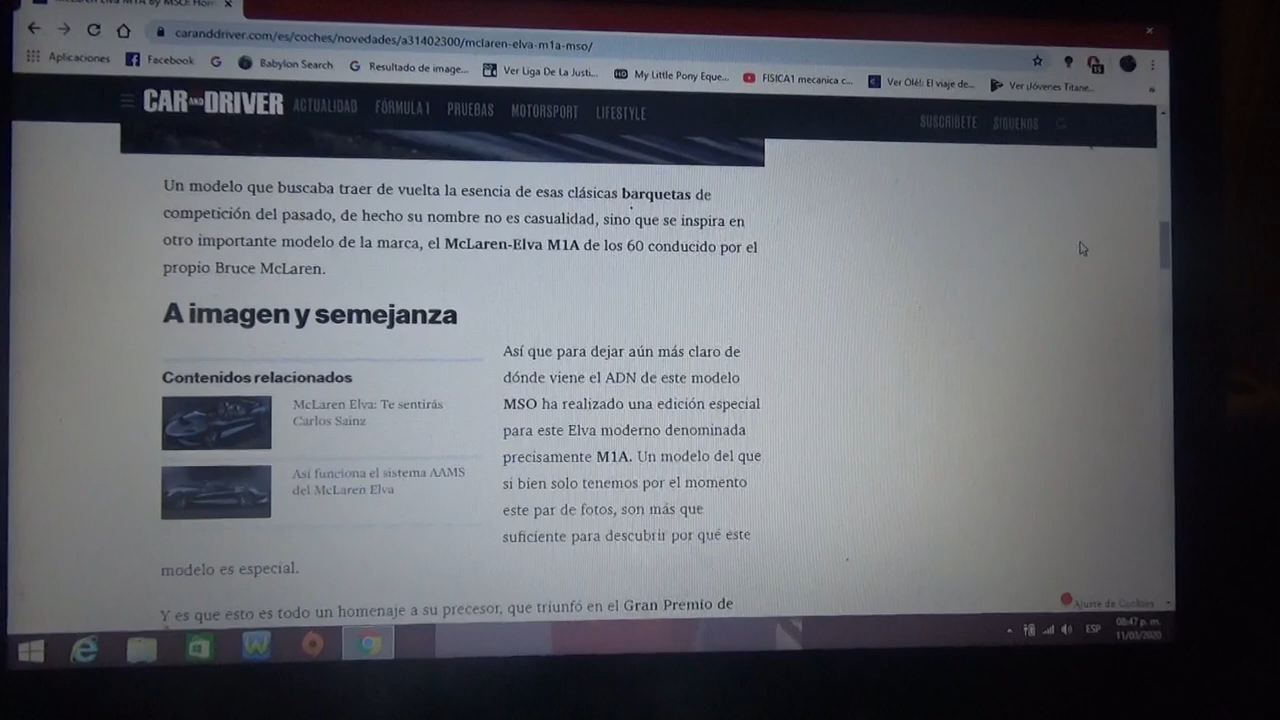 caranddriver.com/es/coches/novedades/a31402300/mclaren-elva-m1a-mso/
Aplicaciones Facebook Babylon Search Resultado de image... Ver Liga De La Justi... My Little Pony Eque... FISICA1 mecanica c... Ver Olé!: El viaje de... Ver ¡Jóvenes Titane...
CAR AND DRIVER ACTUALIDAD FÓRMULA 1 PRUEBAS MOTORSPORT LIFESTYLE SUSCRÍBETE SÍGUENOS
Un modelo que buscaba traer de vuelta la esencia de esas clásicas barquetas de
competición del pasado, de hecho su nombre no es casualidad, sino que se inspira en
otro importante modelo de la marca, el McLaren-Elva M1A de los 60 conducido por el
propio Bruce McLaren.
A imagen y semejanza
Contenidos relacionados
McLaren Elva: Te sentirás
Carlos Sainz
Así funciona el sistema AAMS
del McLaren Elva
Así que para dejar aún más claro de
dónde viene el ADN de este modelo
MSO ha realizado una edición especial
para este Elva moderno denominada
precisamente M1A. Un modelo del que
si bien solo tenemos por el momento
este par de fotos, son más que
suficiente para descubrir por qué este
modelo es especial.
Y es que esto es todo un homenaje a su precesor, que triunfó en el Gran Premio de
Ajuste de Cookies
ESP
08:47 p. m.
11/03/2020